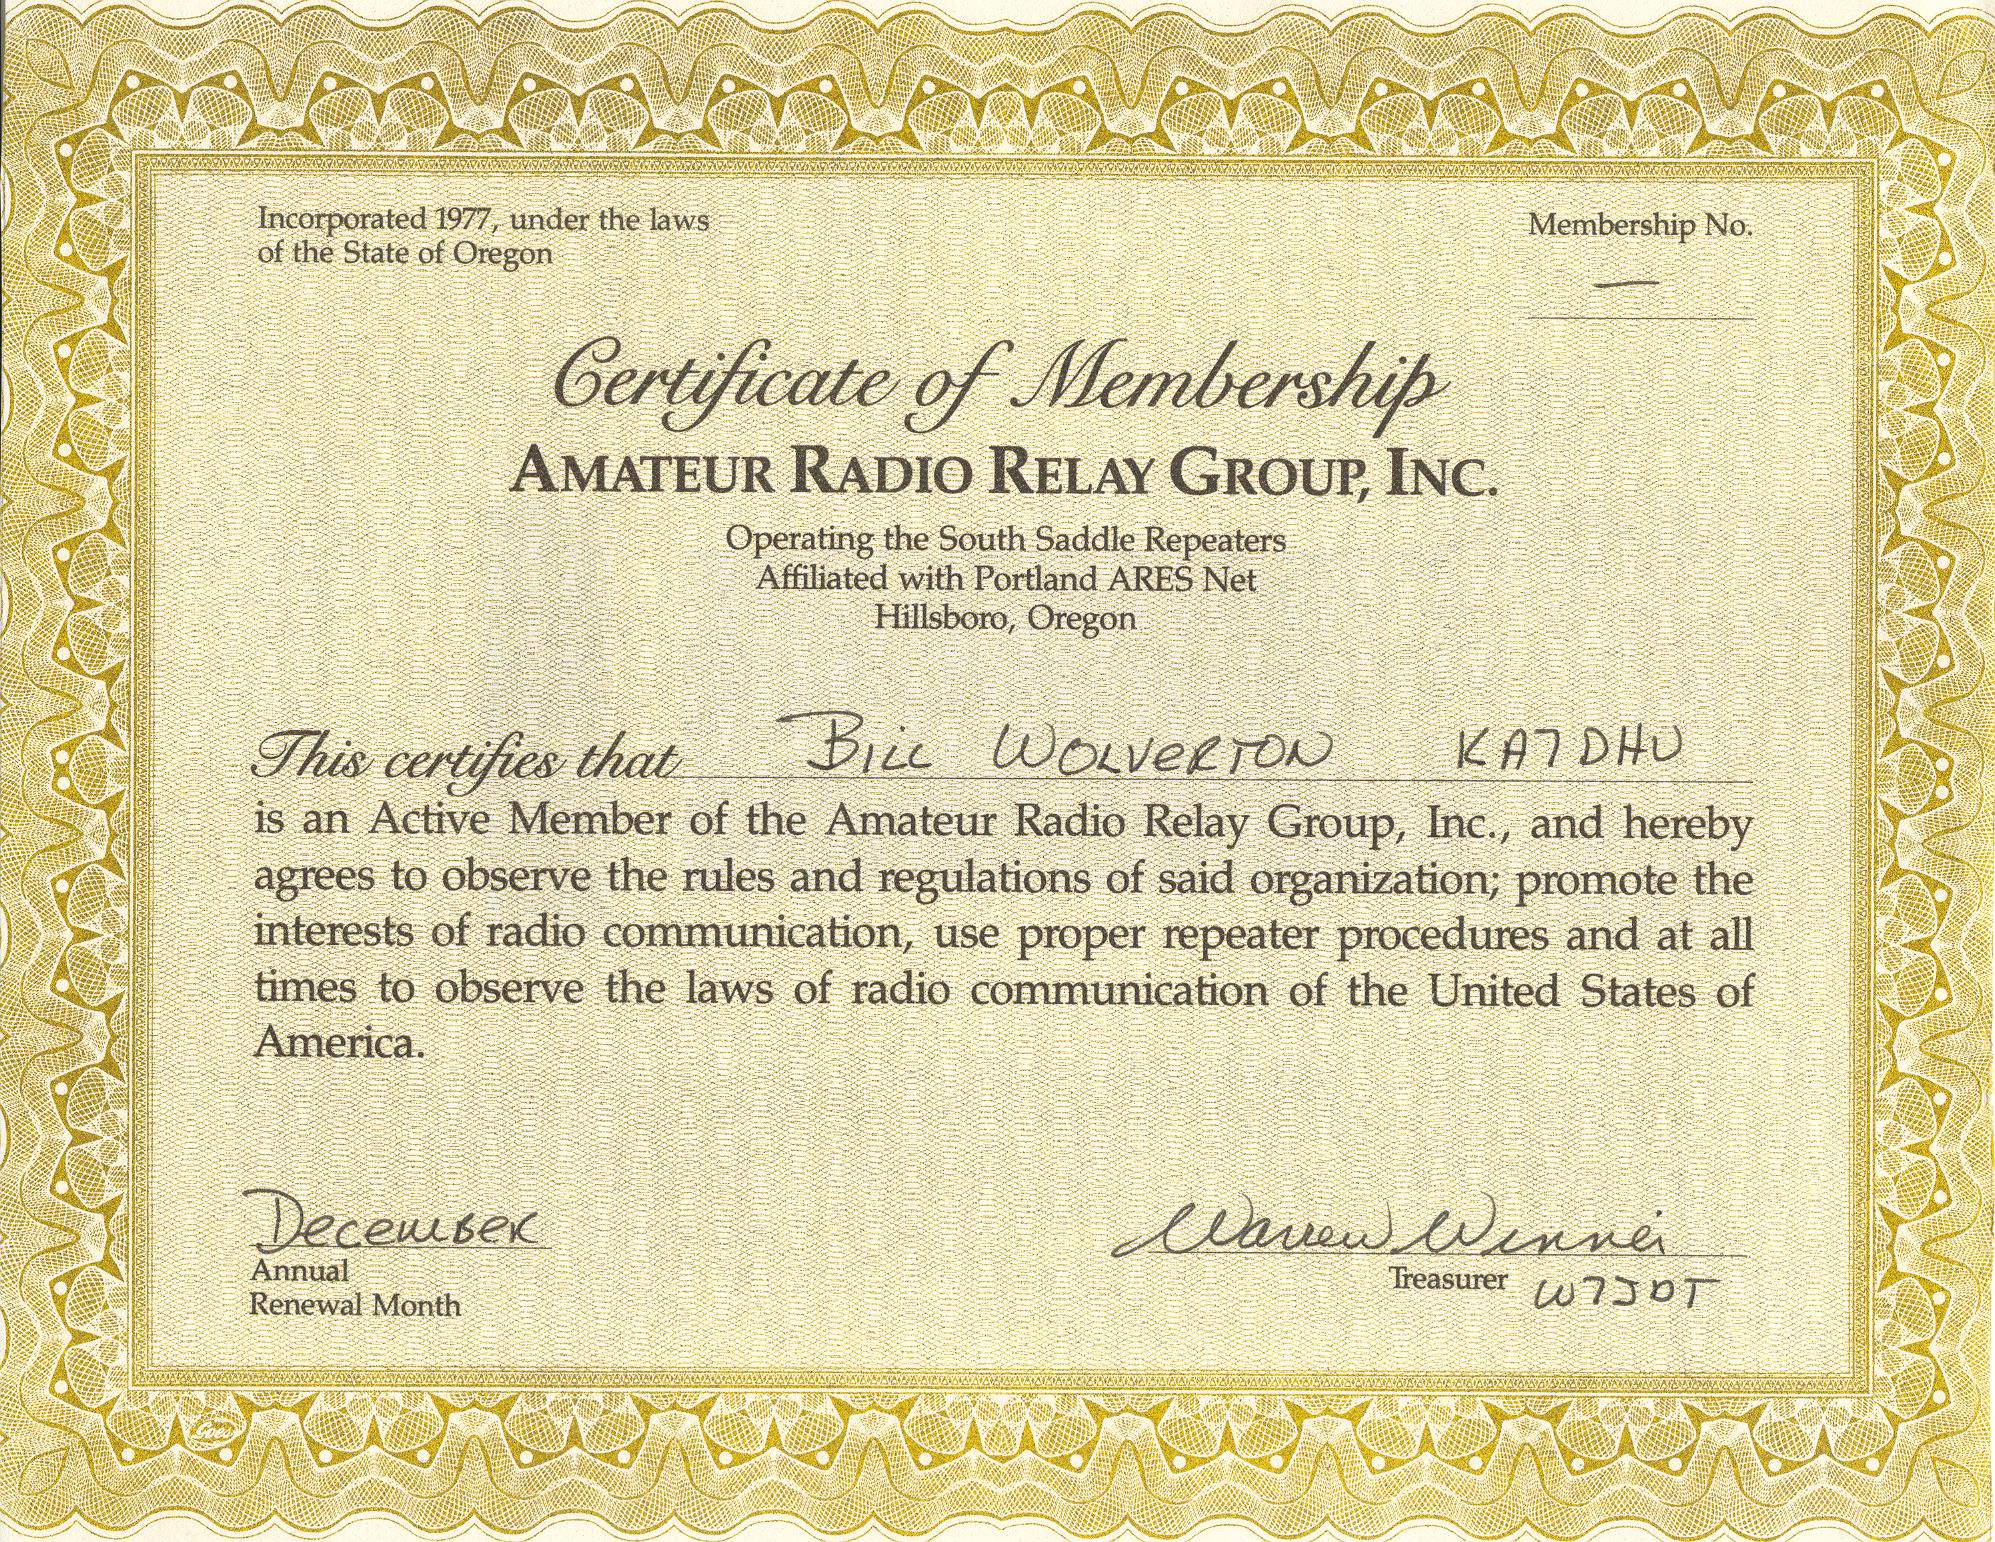 Incorporated 1977, under the laws
of the State of Oregon
Membership No.
—
Certificate of Membership
AMATEUR RADIO RELAY GROUP, INC.
Operating the South Saddle Repeaters
Affiliated with Portland ARES Net
Hillsboro, Oregon
This certifies that BILL WOLVERTON KA7DHU
is an Active Member of the Amateur Radio Relay Group, Inc., and hereby
agrees to observe the rules and regulations of said organization; promote the
interests of radio communication, use proper repeater procedures and at all
times to observe the laws of radio communication of the United States of
America.
December
Annual
Renewal Month
Warren Winner
Treasurer W7JDT
Goes